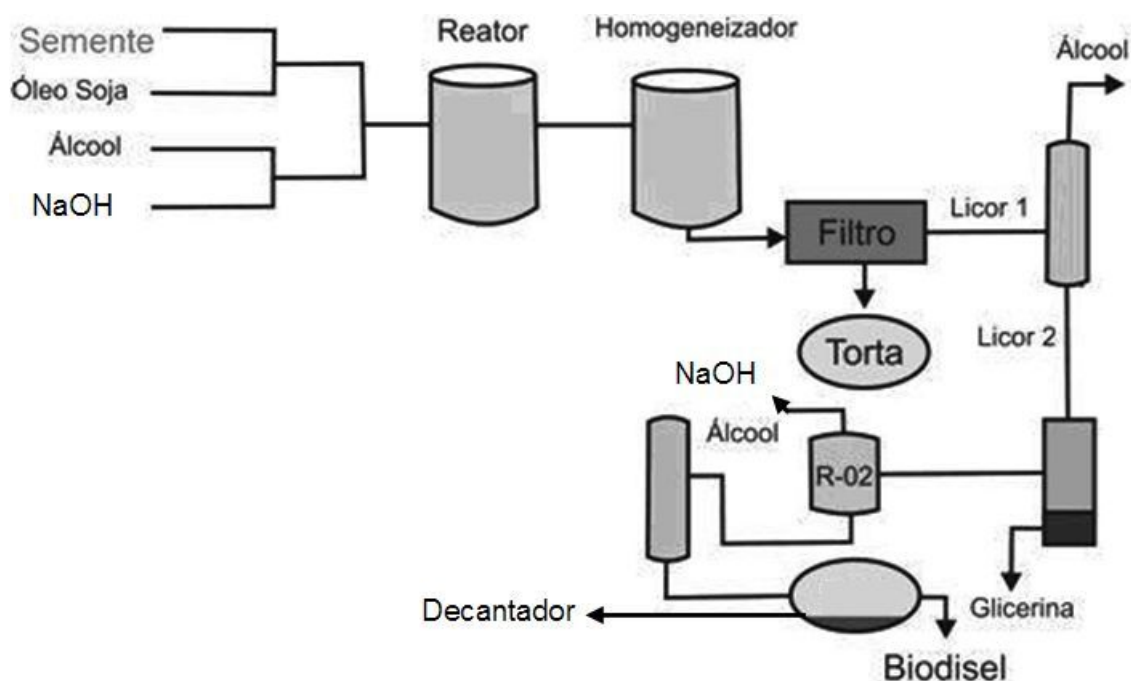 Semente
Óleo Soja
Álcool
NaOH
Reator
Homogeneizador
Álcool
Filtro
Licor 1
Torta
Licor 2
NaOH
Álcool
R-02
Glicerina
Decantador
Biodisel